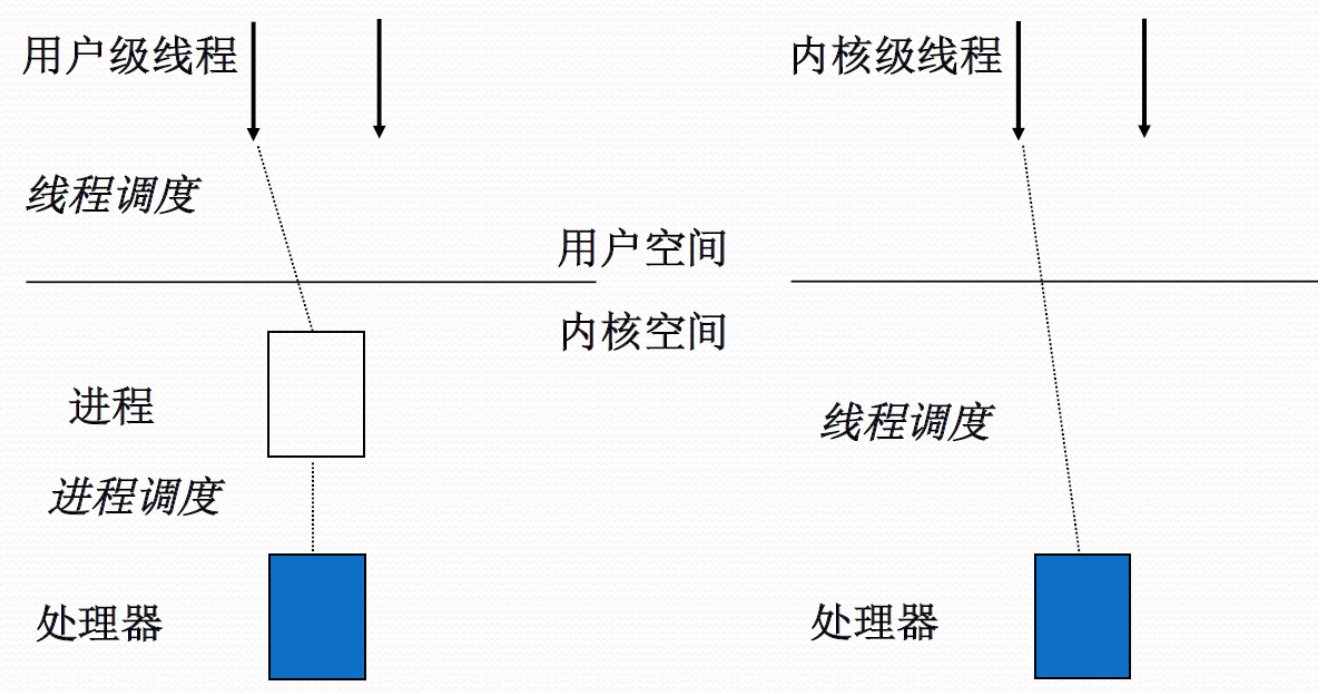 用户级线程
线程调度
用户空间
内核空间
进程
进程调度
处理器
内核级线程
线程调度
处理器